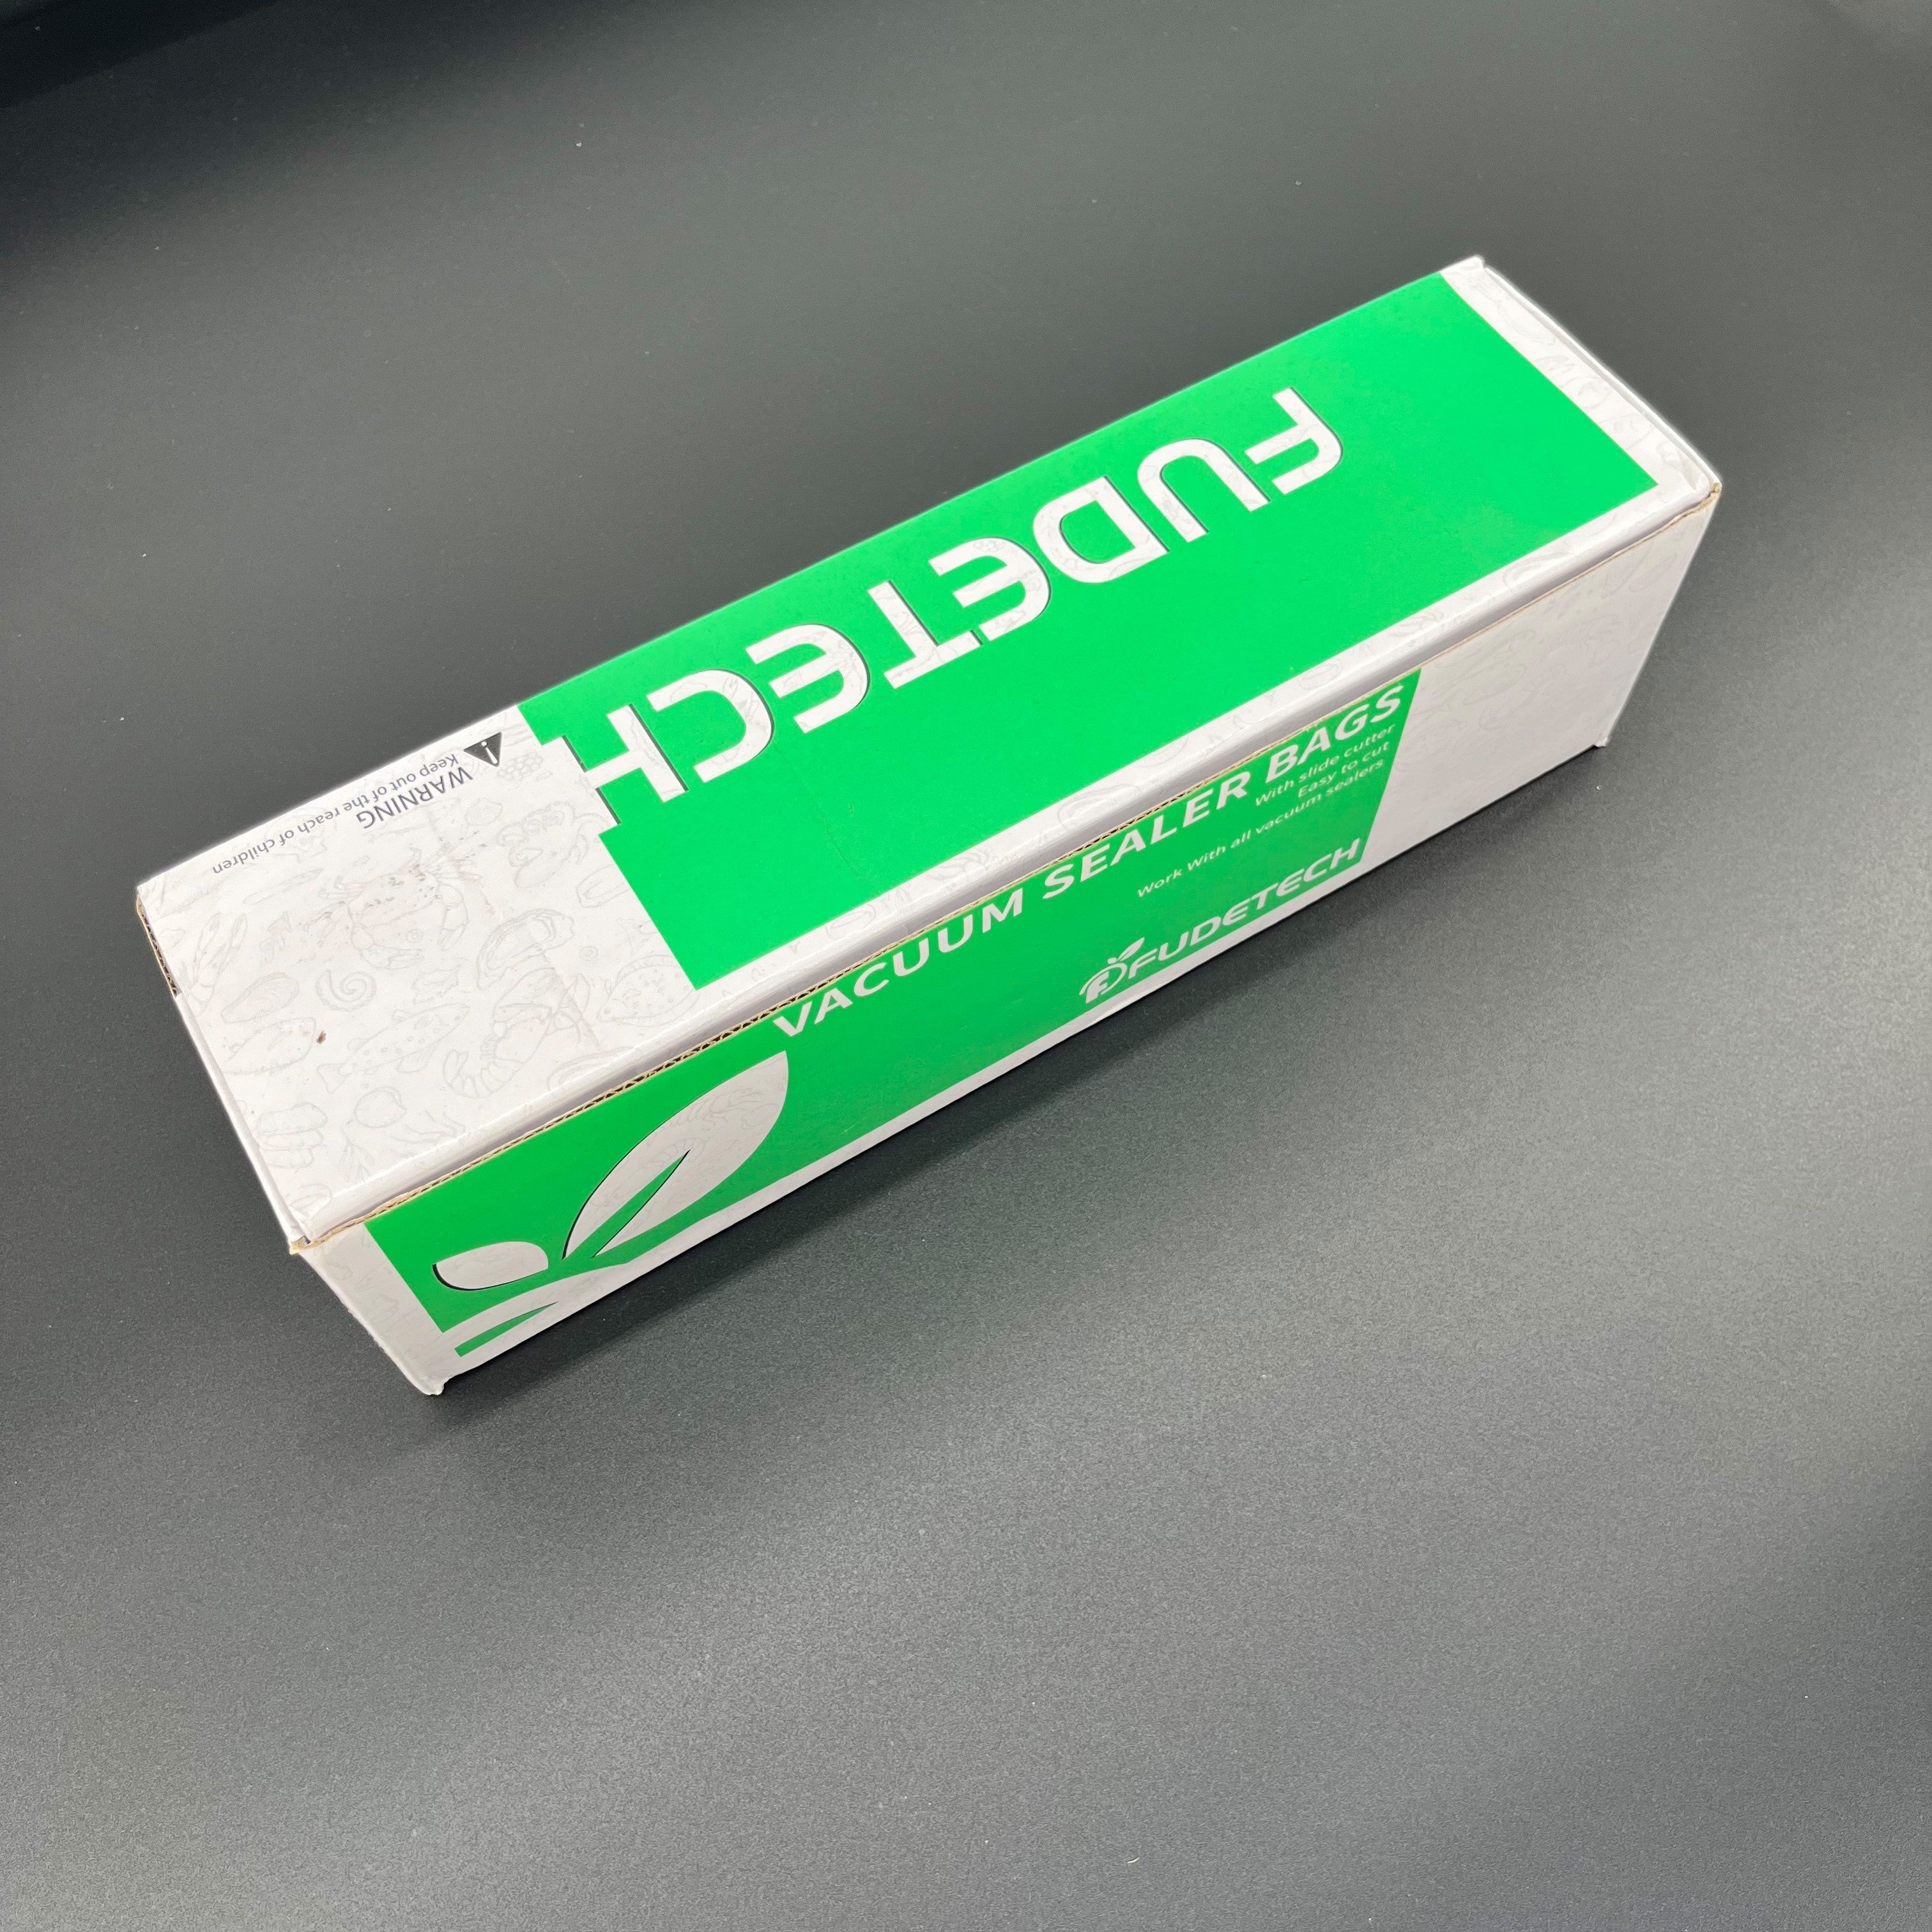 FUDETECH
WARNING
Keep out of the reach of children
VACUUM SEALER BAGS
With slide cutter
Easy to cut
Work With all vacuum sealers
FUDETECH